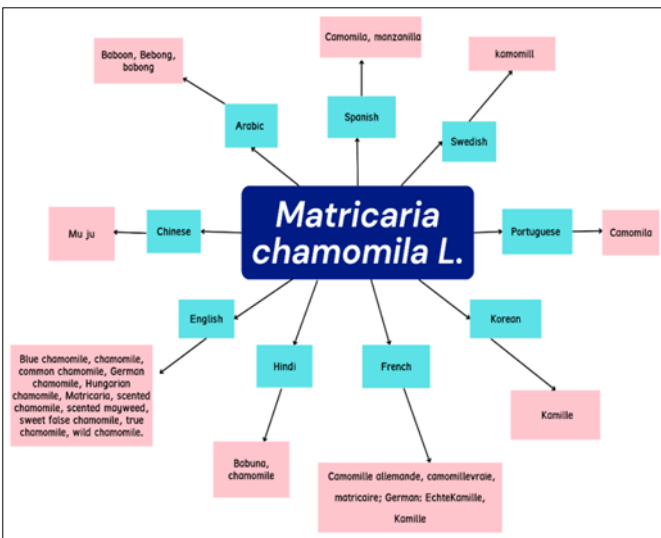 Camomila, manzanilla
kamomill
Baboon, Bebong,
babong
Arabic
Spanish
Swedish
Mu ju
Chinese
Matricaria
chamomila L.
Portuguese
Camomila
English
Hindi
French
Korean
Blue chamomile, chamomile,
common chamomile, German
chamomile, Hungarian
chamomile, Matricaria, scented
chamomile, scented mayweed,
sweet false chamomile, true
chamomile, wild chamomile.
Babuna,
chamomile
Camomille allemande, camomillevraie,
matricaire; German: EchteKamille,
Kamille
Kamille